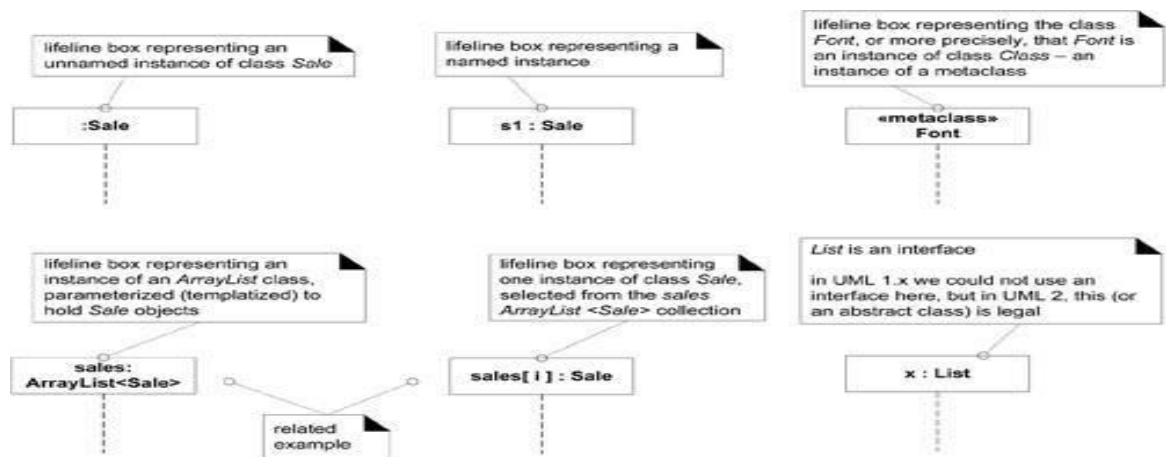 lifeline box representing an
unnamed instance of class Sale
:Sale
lifeline box representing a
named instance
s1 : Sale
lifeline box representing the class
Font, or more precisely, that Font is
an instance of class Class – an
instance of a metaclass
«metaclass»
Font
lifeline box representing an
instance of an ArrayList class,
parameterized (templatized) to
hold Sale objects
sales:
ArrayList<Sale>
related
example
lifeline box representing
one instance of class Sale,
selected from the sales
ArrayList <Sale> collection
sales[ i ] : Sale
List is an interface
in UML 1.x we could not use an
interface here, but in UML 2, this (or
an abstract class) is legal
x : List